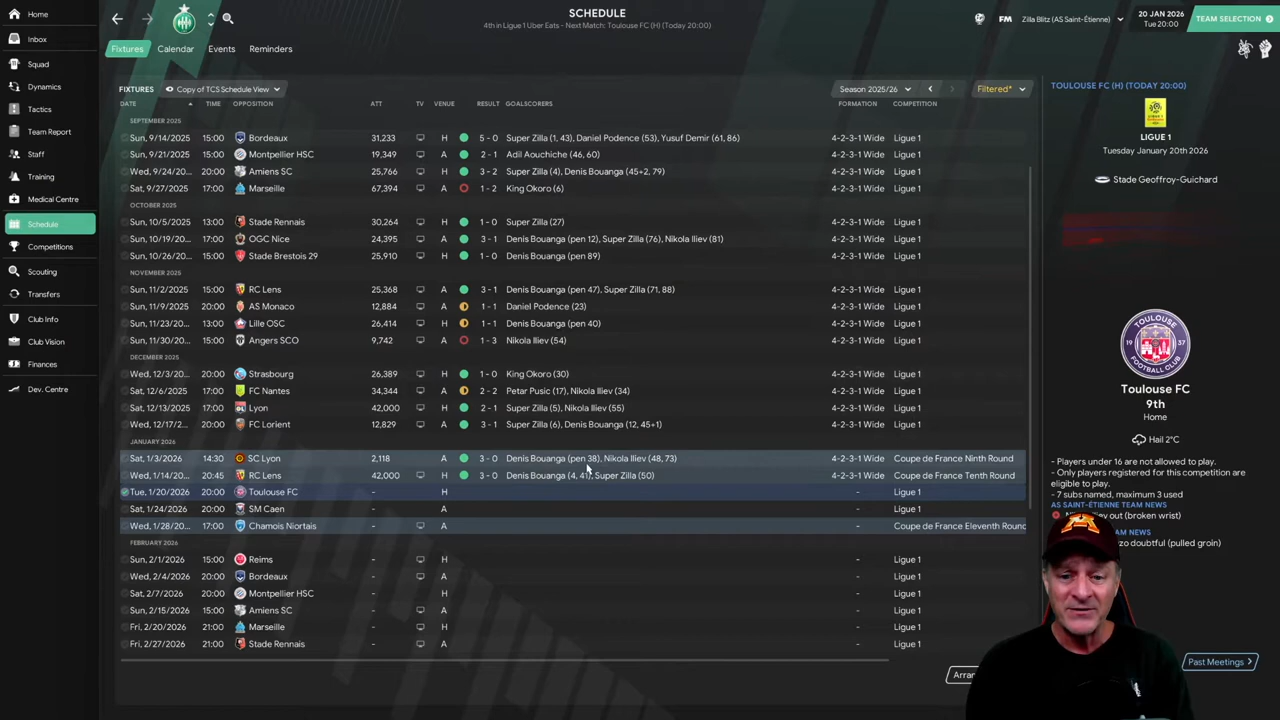 Home
Inbox
Squad
Dynamics
Tactics
Team Report
Staff
Training
Medical Centre
Schedule
Competitions
Scouting
Transfers
Club Info
Club Vision
Finances
Dev. Centre
SCHEDULE
4th in Ligue 1 Uber Eats - Next Match: Toulouse FC (H) (Today 20:00)
FM Zilla Blitz (AS Saint-Étienne)
20 JAN 2026
Tue 20:00
TEAM SELECTION
Fixtures Calendar Events Reminders
FIXTURES Copy of TCS Schedule View Season 2025/26 Filtered*
DATE TIME OPPOSITION ATT TV VENUE RESULT GOALSCORERS FORMATION COMPETITION
SEPTEMBER 2025
Sun, 9/14/2025 15:00 Bordeaux 31,233 H 5 - 0 Super Zilla (1, 43), Daniel Podence (53), Yusuf Demir (61, 86) 4-2-3-1 Wide Ligue 1
Sun, 9/21/2025 15:00 Montpellier HSC 19,349 A 2 - 1 Adil Aouchiche (46, 60) 4-2-3-1 Wide Ligue 1
Wed, 9/24/20... 20:00 Amiens SC 25,766 H 3 - 2 Super Zilla (4), Denis Bouanga (45+2, 79) 4-2-3-1 Wide Ligue 1
Sat, 9/27/2025 17:00 Marseille 67,394 A 1 - 2 King Okoro (6) 4-2-3-1 Wide Ligue 1
OCTOBER 2025
Sun, 10/5/2025 13:00 Stade Rennais 30,264 H 1 - 0 Super Zilla (27) 4-2-3-1 Wide Ligue 1
Sun, 10/19/20... 17:00 OGC Nice 24,395 A 3 - 1 Denis Bouanga (pen 12), Super Zilla (76), Nikola Iliev (81) 4-2-3-1 Wide Ligue 1
Sun, 10/26/20... 15:00 Stade Brestois 29 25,910 H 1 - 0 Denis Bouanga (pen 89) 4-2-3-1 Wide Ligue 1
NOVEMBER 2025
Sun, 11/2/2025 15:00 RC Lens 25,368 H 3 - 1 Denis Bouanga (pen 47), Super Zilla (71, 88) 4-2-3-1 Wide Ligue 1
Sun, 11/9/2025 20:00 AS Monaco 12,884 A 1 - 1 Daniel Podence (23) 4-2-3-1 Wide Ligue 1
Sun, 11/23/20... 13:00 Lille OSC 26,414 H 1 - 1 Denis Bouanga (pen 40) 4-2-3-1 Wide Ligue 1
Sun, 11/30/20... 15:00 Angers SCO 9,742 A 1 - 3 Nikola Iliev (54) 4-2-3-1 Wide Ligue 1
DECEMBER 2025
Wed, 12/3/20... 20:00 Strasbourg 26,389 H 1 - 0 King Okoro (30) 4-2-3-1 Wide Ligue 1
Sat, 12/6/2025 17:00 FC Nantes 34,344 A 2 - 2 Petar Pusic (17), Nikola Iliev (34) 4-2-3-1 Wide Ligue 1
Sat, 12/13/2025 17:00 Lyon 42,000 H 2 - 1 Super Zilla (5), Nikola Iliev (55) 4-2-3-1 Wide Ligue 1
Wed, 12/17/2... 20:00 FC Lorient 12,829 A 3 - 1 Super Zilla (6), Denis Bouanga (12, 45+1) 4-2-3-1 Wide Ligue 1
JANUARY 2026
Sat, 1/3/2026 14:30 SC Lyon 2,118 A 3 - 0 Denis Bouanga (pen 38), Nikola Iliev (48, 73) 4-2-3-1 Wide Coupe de France Ninth Round
Wed, 1/14/20... 20:45 RC Lens 42,000 H 3 - 0 Denis Bouanga (4, 41), Super Zilla (50) 4-2-3-1 Wide Coupe de France Tenth Round
Tue, 1/20/2026 20:00 Toulouse FC - H - - Ligue 1
Sat, 1/24/2026 20:00 SM Caen - A - - Ligue 1
Wed, 1/28/20... 17:00 Chamois Niortais - A - - Coupe de France Eleventh Round
FEBRUARY 2026
Sun, 2/1/2026 15:00 Reims - H - - Ligue 1
Wed, 2/4/2026 20:00 Bordeaux - A - - Ligue 1
Sat, 2/7/2026 20:00 Montpellier HSC - H - - Ligue 1
Sun, 2/15/2026 15:00 Amiens SC - A - - Ligue 1
Fri, 2/20/2026 21:00 Marseille - H - - Ligue 1
Fri, 2/27/2026 21:00 Stade Rennais - A - - Ligue 1
TOULOUSE FC (H) (TODAY 20:00)
LIGUE 1
Tuesday January 20th 2026
Stade Geoffroy-Guichard
Toulouse FC
9th
Home
Hail 2°C
- Players under 16 are not allowed to play.
- Only players registered for this competition are
eligible to play.
- 7 subs named, maximum 3 used
AS SAINT-ÉTIENNE TEAM NEWS
out (broken wrist)
NEWS
doubtful (pulled groin)
Past Meetings